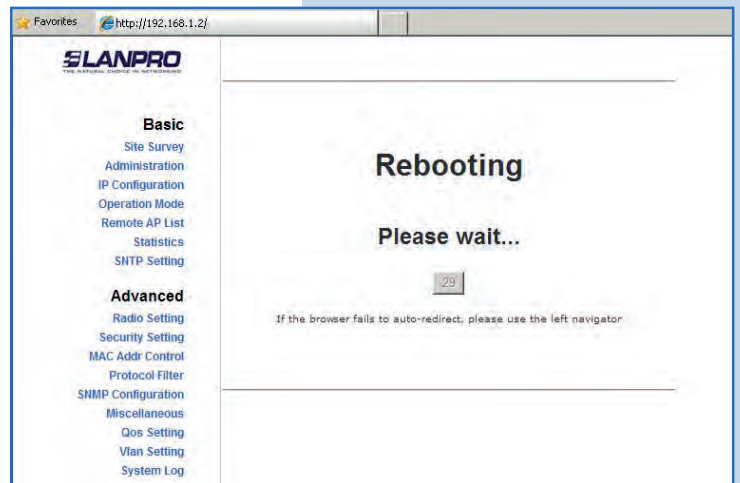 Favorites
http://192.168.1.2/
LANPRO
THE NATURAL CHOICE IN NETWORKING
Basic
Site Survey
Administration
IP Configuration
Operation Mode
Remote AP List
Statistics
SNTP Setting
Advanced
Radio Setting
Security Setting
MAC Addr Control
Protocol Filter
SNMP Configuration
Miscellaneous
Qos Setting
Vlan Setting
System Log
Rebooting
Please wait...
29
If the browser fails to auto-redirect, please use the left navigator